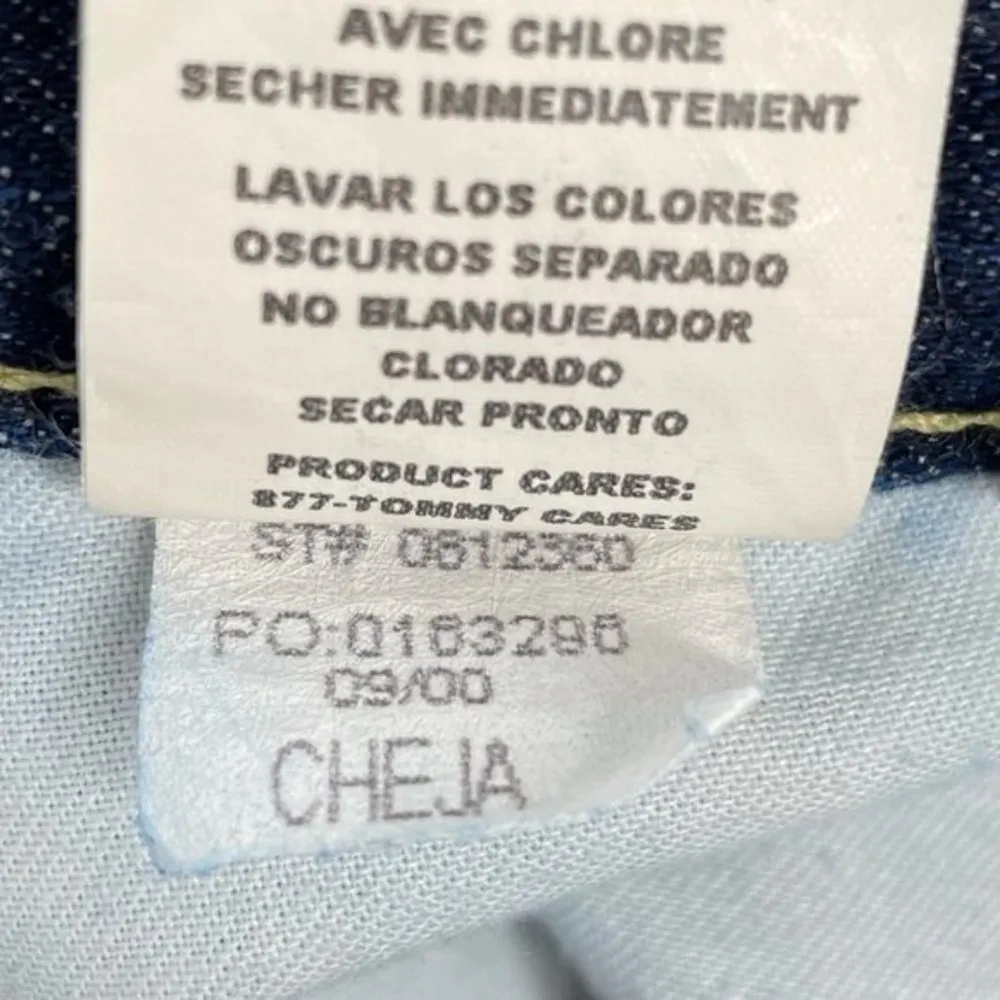 AVEC CHLORE
SECHER IMMEDIATEMENT
LAVAR LOS COLORES
OSCUROS SEPARADO
NO BLANQUEADOR
CLORADO
SECAR PRONTO
PRODUCT CARES:
877-TOMMY CARES
ST# 0612360
PO:0163296
09/00
CHEJA